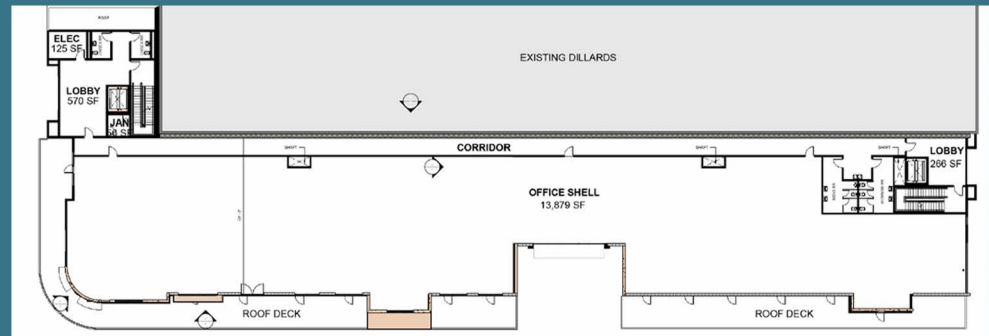 ROOF
ELEC
125 SF
EXISTING DILLARDS
LOBBY
570 SF
JAN
CORRIDOR
SHAFT
SHAFT
SHAFT
LOBBY
266 SF
OFFICE SHELL
13,879 SF
ROOF DECK
ROOF DECK